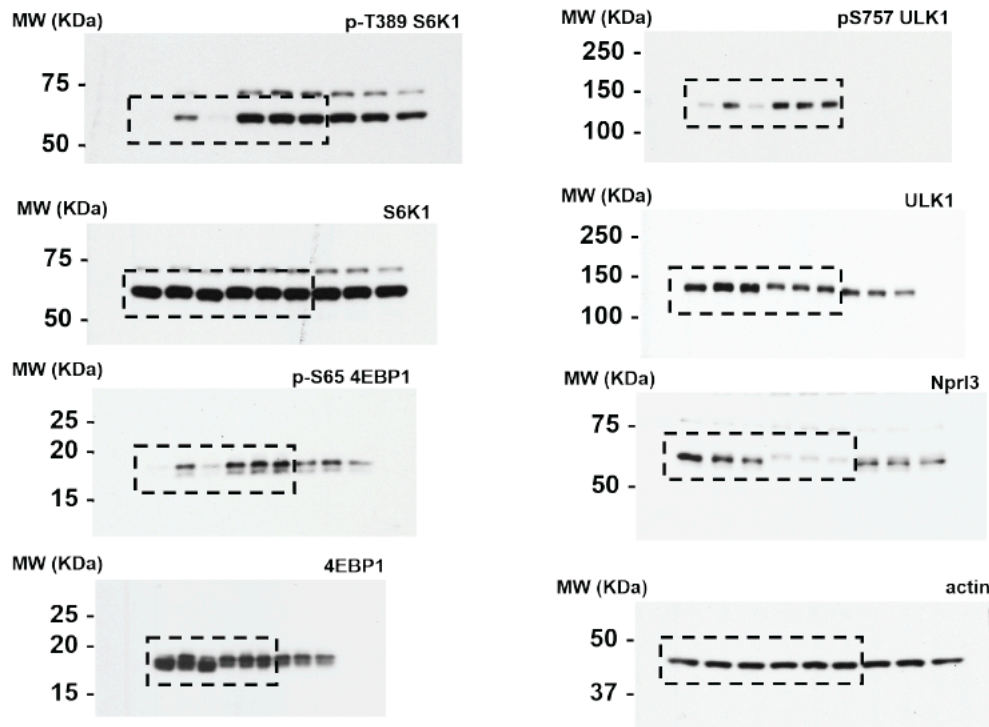 MW (KDa)
p-T389 S6K1
75 -
50 -
MW (KDa)
S6K1
75 -
50 -
MW (KDa)
p-S65 4EBP1
25 -
20 -
15 -
MW (KDa)
4EBP1
25 -
20 -
15 -
MW (KDa)
pS757 ULK1
250 -
150 -
100 -
MW (KDa)
ULK1
250 -
150 -
100 -
MW (KDa)
Nprl3
75 -
50 -
MW (KDa)
actin
50 -
37 -